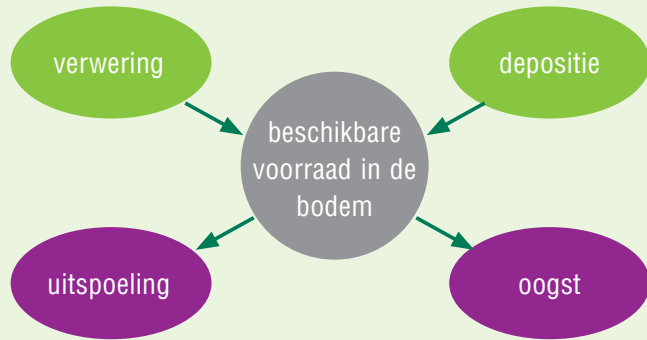 verwering
depositie
beschikbare
voorraad in de
bodem
uitspoeling
oogst